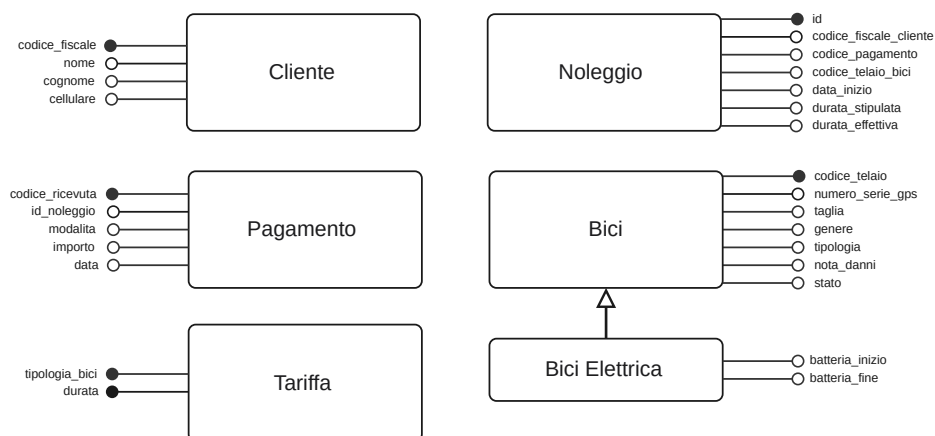 Cliente
codice_fiscale
nome
cognome
cellulare
Noleggio
id
codice_fiscale_cliente
codice_pagamento
codice_telaio_bici
data_inizio
durata_stipulata
durata_effettiva
Pagamento
codice_ricevuta
id_noleggio
modalita
importo
data
Bici
codice_telaio
numero_serie_gps
taglia
genere
tipologia
nota_danni
stato
Tariffa
tipologia_bici
durata
Bici Elettrica
batteria_inizio
batteria_fine